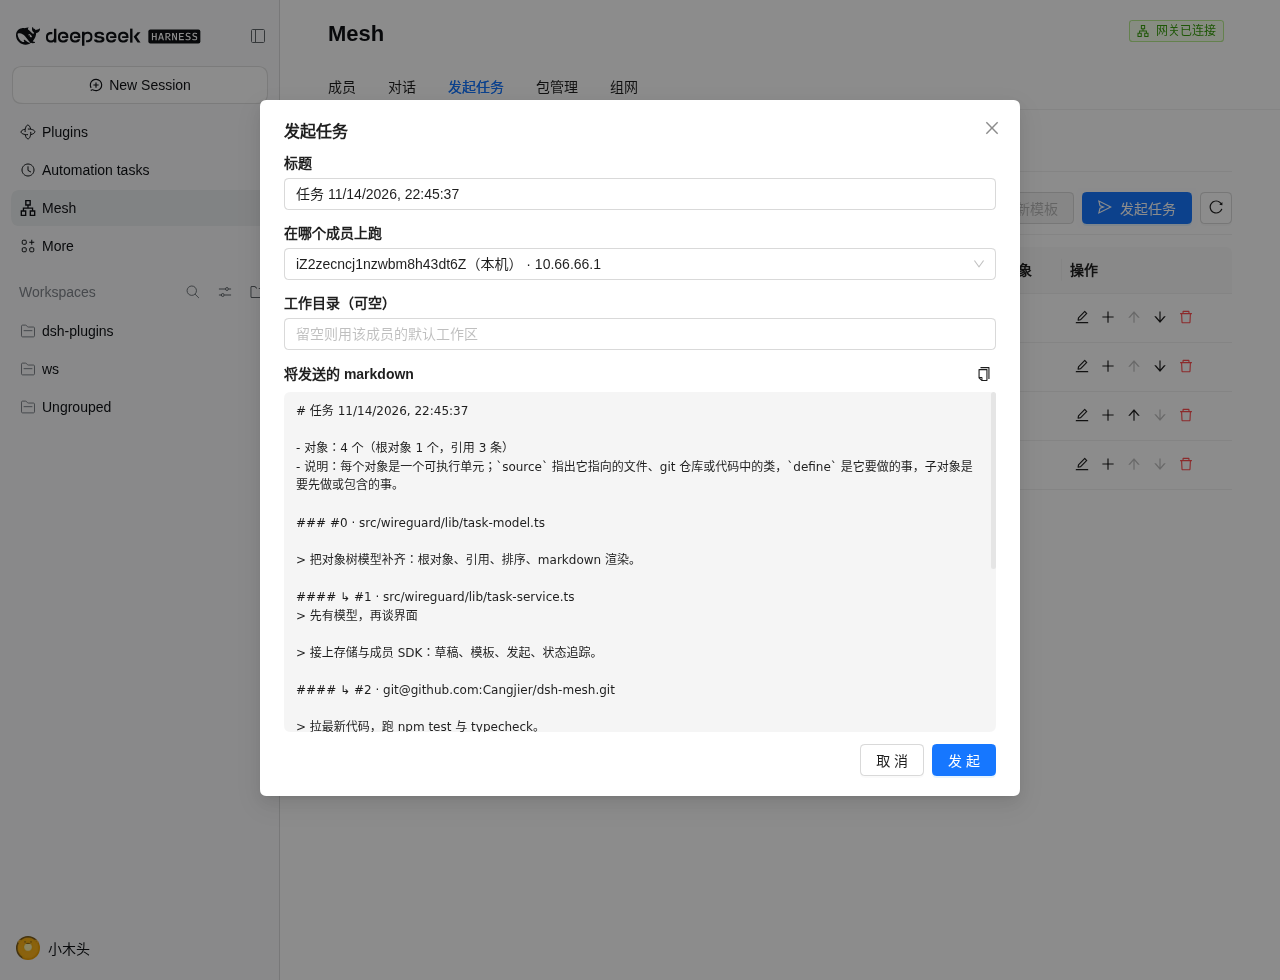 deepseek HARNESS
New Session
Plugins
Automation tasks
Mesh
More
Workspaces
dsh-plugins
ws
Ungrouped
小木头
Mesh
网关已连接
成员 对话 发起任务 包管理 组网
新模板 发起任务
象 操作
发起任务
标题
任务 11/14/2026, 22:45:37
在哪个成员上跑
iZ2zecncj1nzwbm8h43dt6Z（本机） · 10.66.66.1
工作目录（可空）
留空则用该成员的默认工作区
将发送的 markdown
# 任务 11/14/2026, 22:45:37
- 对象：4 个（根对象 1 个，引用 3 条）
- 说明：每个对象是一个可执行单元；`source` 指出它指向的文件、git 仓库或代码中的类，`define` 是它要做的事，子对象是
要先做或包含的事。
### #0 · src/wireguard/lib/task-model.ts
> 把对象树模型补齐：根对象、引用、排序、markdown 渲染。
#### ↳ #1 · src/wireguard/lib/task-service.ts
> 先有模型，再谈界面
> 接上存储与成员 SDK：草稿、模板、发起、状态追踪。
#### ↳ #2 · git@github.com:Cangjier/dsh-mesh.git
> 拉最新代码，跑 npm test 与 typecheck。
取 消 发 起